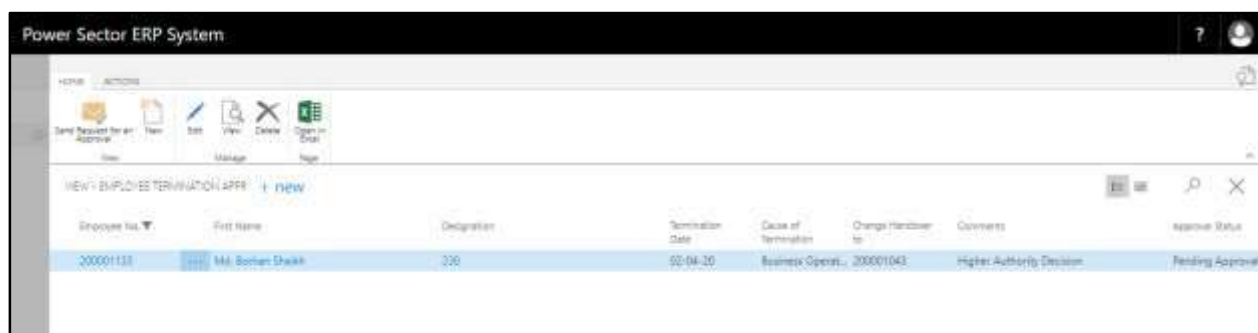 Power Sector ERP System ?
HOME ACTIONS
Send Request for an Approval New Edit View Delete Open in Excel
View Manage Page
VIEW - EMPLOYEE TERMINATION APPR + new
Employee No. First Name Designation Termination Date Cause of Termination Charge Handover to Comments Approval Status
200001133 Md. Borhan Sheikh 02-04-20 Business Operati... 200001043 Higher Authority Decision Pending Approval